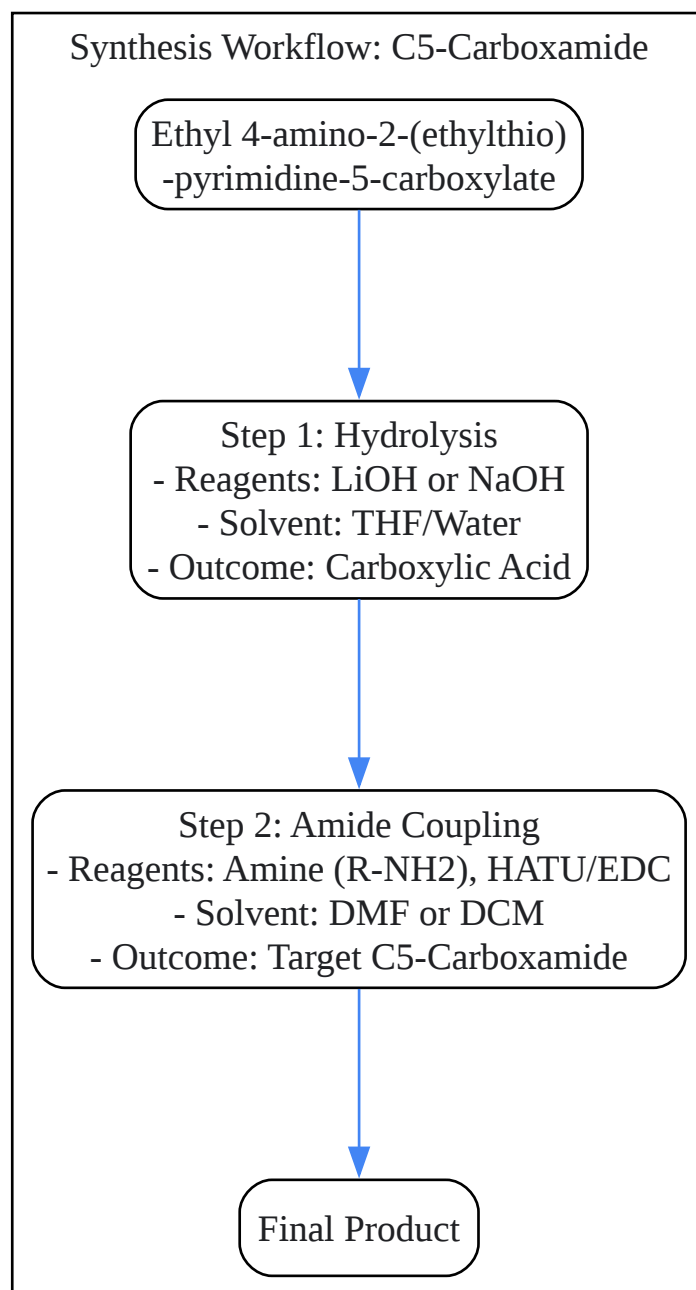 Synthesis Workflow: C5-Carboxamide
Ethyl 4-amino-2-(ethylthio)
-pyrimidine-5-carboxylate
Step 1: Hydrolysis
- Reagents: LiOH or NaOH
- Solvent: THF/Water
- Outcome: Carboxylic Acid
Step 2: Amide Coupling
- Reagents: Amine (R-NH2), HATU/EDC
- Solvent: DMF or DCM
- Outcome: Target C5-Carboxamide
Final Product